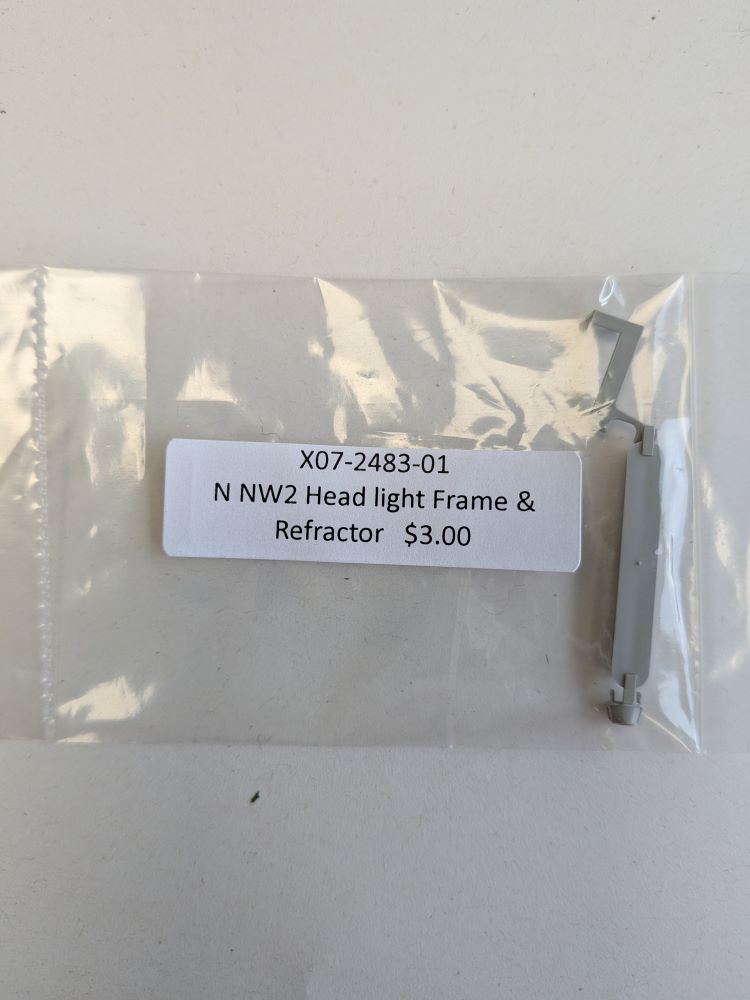 X07-2483-01
N NW2 Head light Frame &
Refractor $3.00